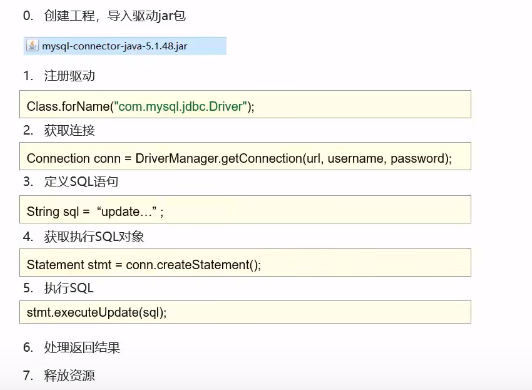 0. 创建工程，导入驱动jar包
mysql-connector-java-5.1.48.jar
1. 注册驱动
Class.forName("com.mysql.jdbc.Driver");
2. 获取连接
Connection conn = DriverManager.getConnection(url, username, password);
3. 定义SQL语句
String sql = “update…” ;
4. 获取执行SQL对象
Statement stmt = conn.createStatement();
5. 执行SQL
stmt.executeUpdate(sql);
6. 处理返回结果
7. 释放资源